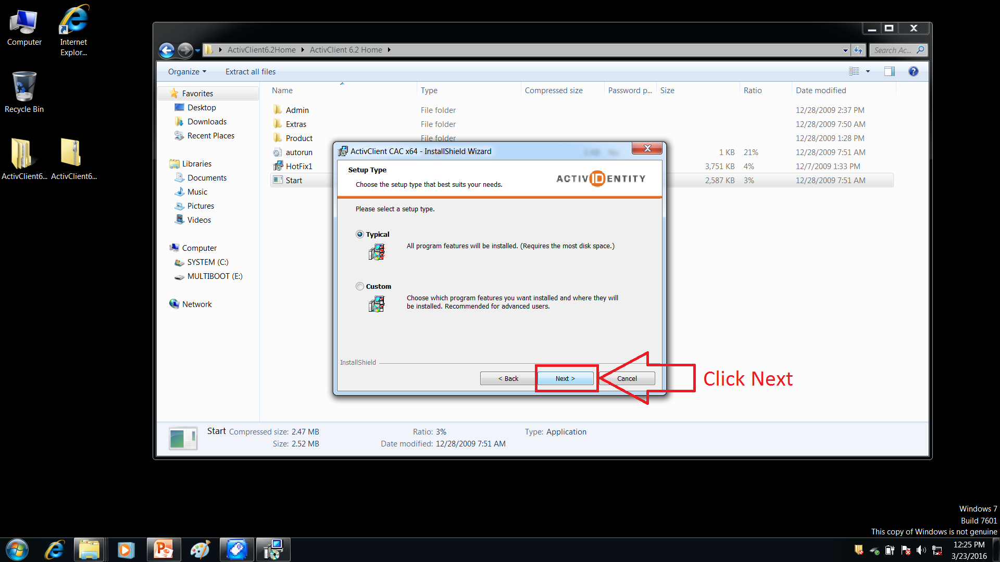 Computer
Internet
Explor...
Recycle Bin
ActivClient6...
ActivClient6...
ActivClient6.2Home
ActivClient 6.2 Home
Search Ac...
Organize
Extract all files
Favorites
Desktop
Downloads
Recent Places
Libraries
Documents
Music
Pictures
Videos
Computer
SYSTEM (C:)
MULTIBOOT (E:)
Network
Name Type Compressed size Password p... Size Ratio Date modified
Admin File folder 12/28/2009 2:37 PM
Extras File folder 12/28/2009 7:50 AM
Product File folder 12/28/2009 1:28 PM
autorun 1 KB 21% 12/28/2009 7:51 AM
HotFix1 3,751 KB 4% 12/7/2009 1:33 PM
Start 2,587 KB 3% 12/28/2009 7:51 AM
ActivClient CAC x64 - InstallShield Wizard
Setup Type
Choose the setup type that best suits your needs.
ACTIVIDENTITY
Please select a setup type.
Typical
All program features will be installed. (Requires the most disk space.)
Custom
Choose which program features you want installed and where they will
be installed. Recommended for advanced users.
InstallShield
< Back
Next >
Cancel
Click Next
Start Compressed size: 2.47 MB Ratio: 3% Type: Application
Size: 2.52 MB Date modified: 12/28/2009 7:51 AM
Windows 7
Build 7601
This copy of Windows is not genuine
12:25 PM
3/23/2016